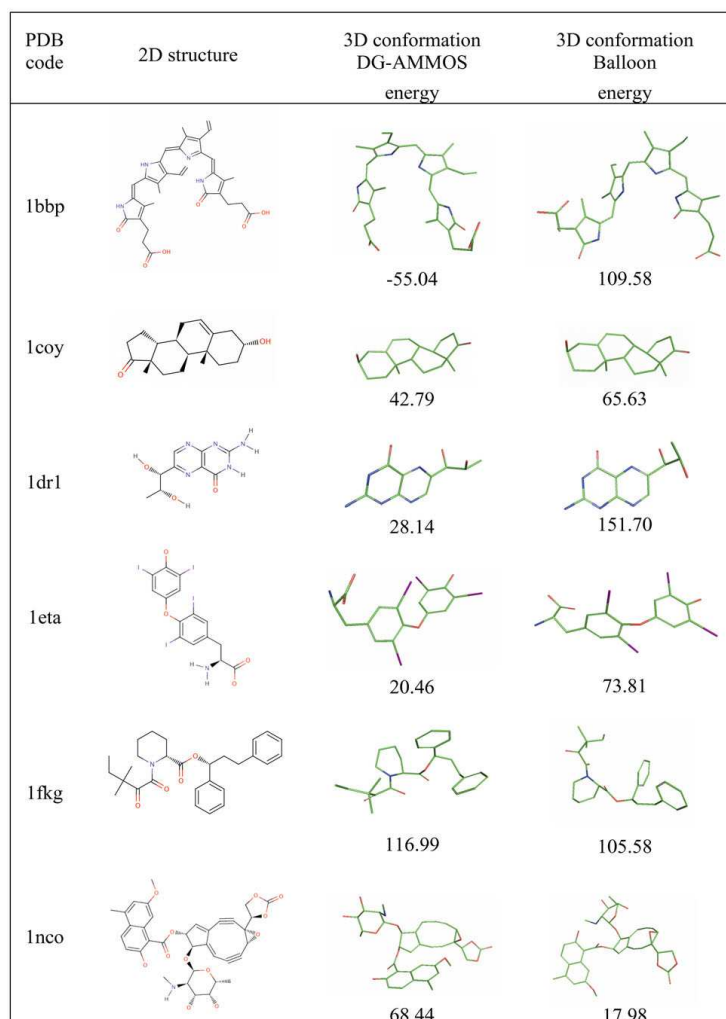 PDB code
2D structure
3D conformation DG-AMMOS energy
3D conformation Balloon energy
1bbp
-55.04
109.58
1coy
42.79
65.63
1dr1
28.14
151.70
1eta
20.46
73.81
1fkg
116.99
105.58
1nco
68.44
17.98